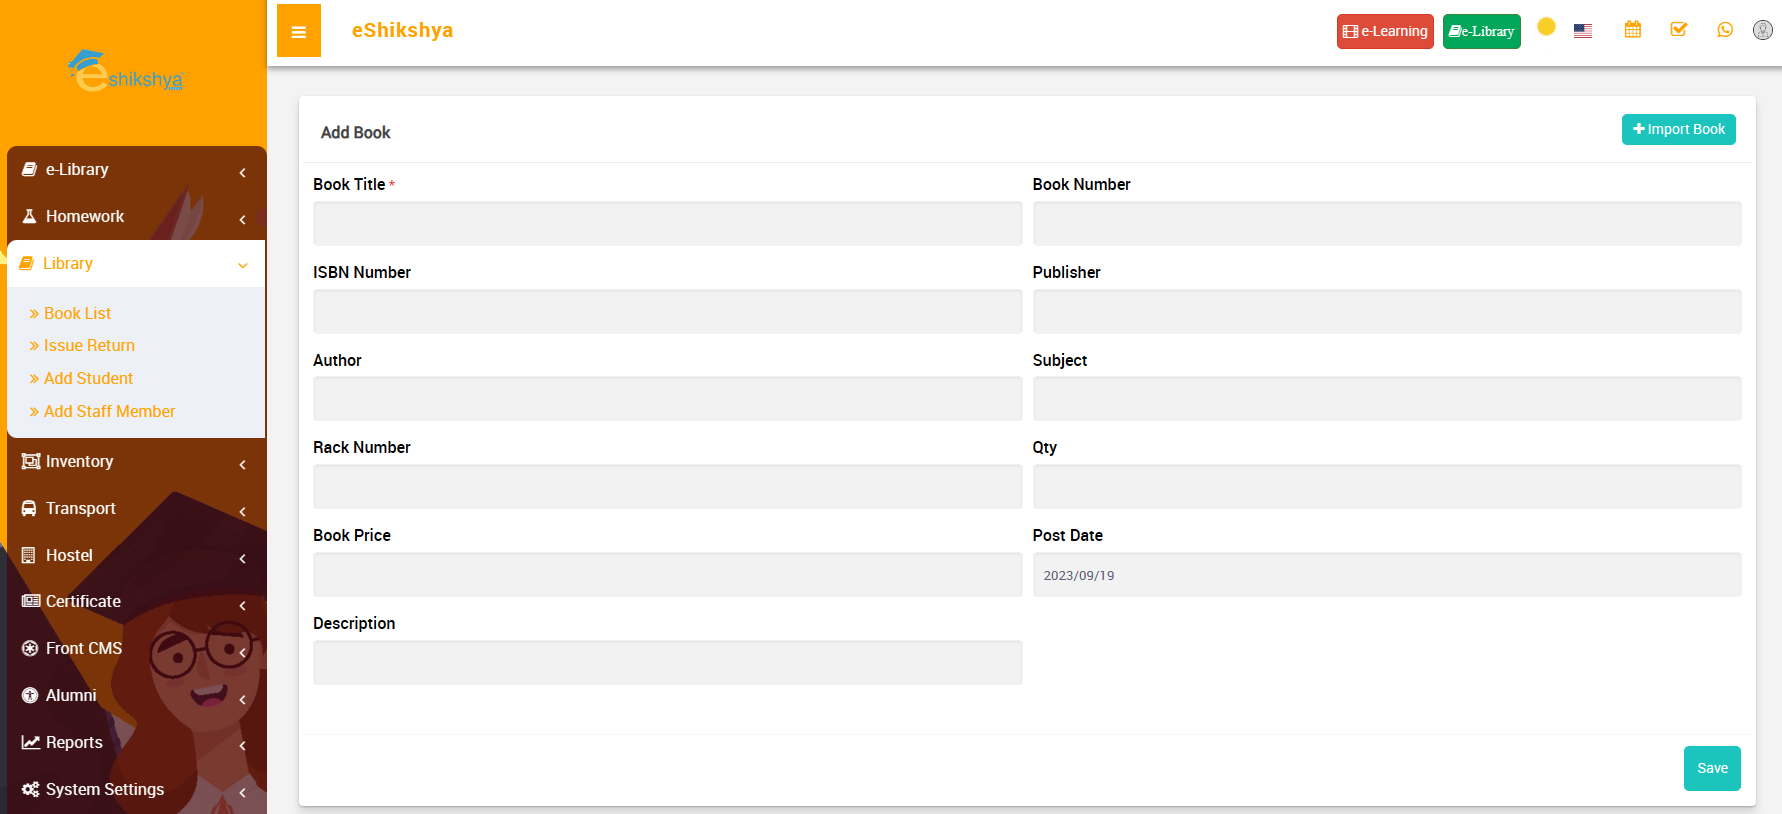 eshikshya
.com
eShikshya
e-Learning
e-Library
e-Library
Homework
Library
Book List
Issue Return
Add Student
Add Staff Member
Inventory
Transport
Hostel
Certificate
Front CMS
Alumni
Reports
System Settings
Add Book
Import Book
Book Title *
Book Number
ISBN Number
Publisher
Author
Subject
Rack Number
Qty
Book Price
Post Date
2023/09/19
Description
Save